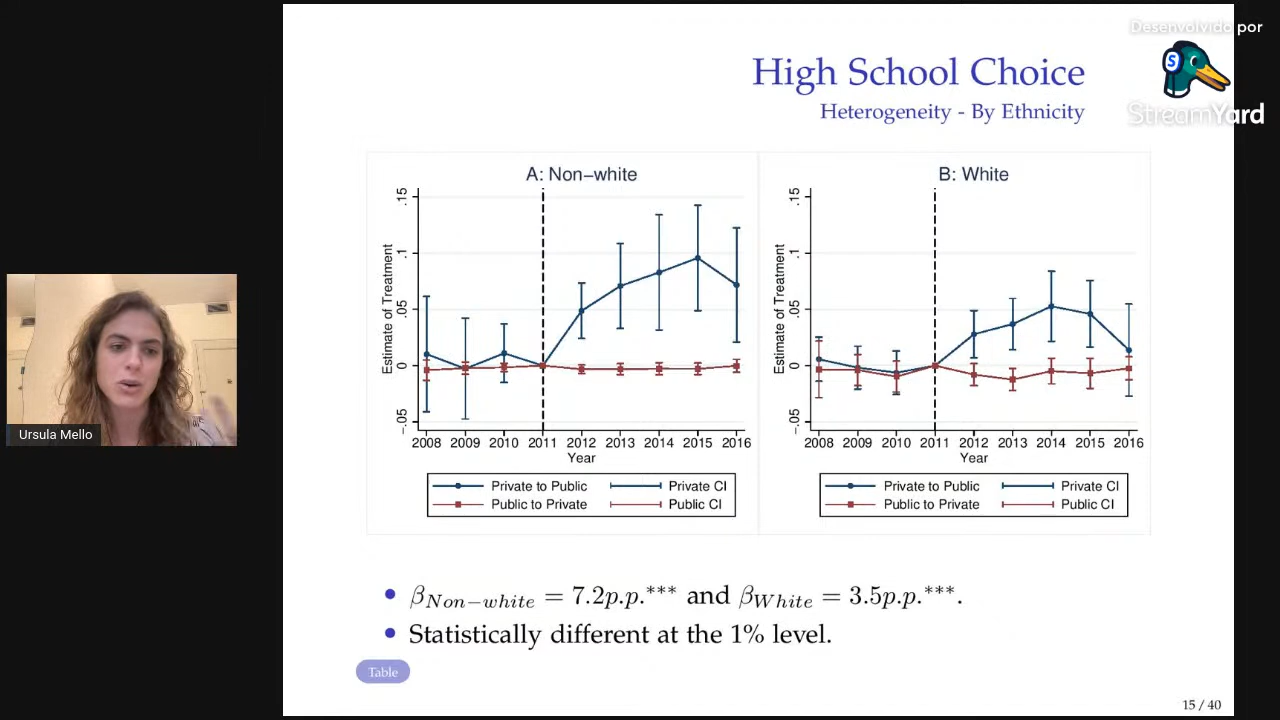 Desenvolvido por
StreamYard
High School Choice
Heterogeneity - By Ethnicity
A: Non−white
.15
.1
.05
0
−.05
Estimate of Treatment
2008 2009 2010 2011 2012 2013 2014 2015 2016
Year
Private to Public Private CI
Public to Private Public CI
B: White
.15
.1
.05
0
−.05
Estimate of Treatment
2008 2009 2010 2011 2012 2013 2014 2015 2016
Year
Private to Public Private CI
Public to Private Public CI
Ursula Mello
• β_{Non−white} = 7.2p.p.*** and β_{White} = 3.5p.p.***.
• Statistically different at the 1% level.
Table
15 / 40